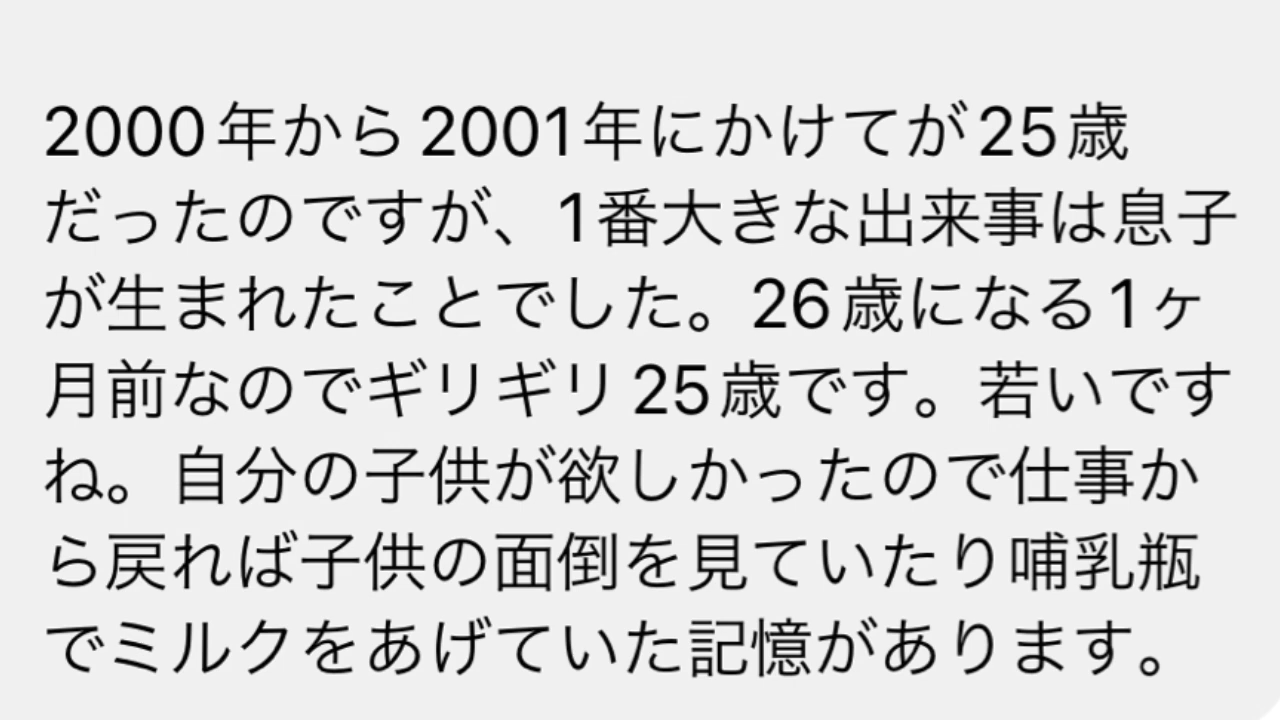 2000年から2001年にかけてが25歳
だったのですが、1番大きな出来事は息子
が生まれたことでした。26歳になる1ヶ
月前なのでギリギリ25歳です。若いです
ね。自分の子供が欲しかったので仕事か
ら戻れば子供の面倒を見ていたり哺乳瓶
でミルクをあげていた記憶があります。